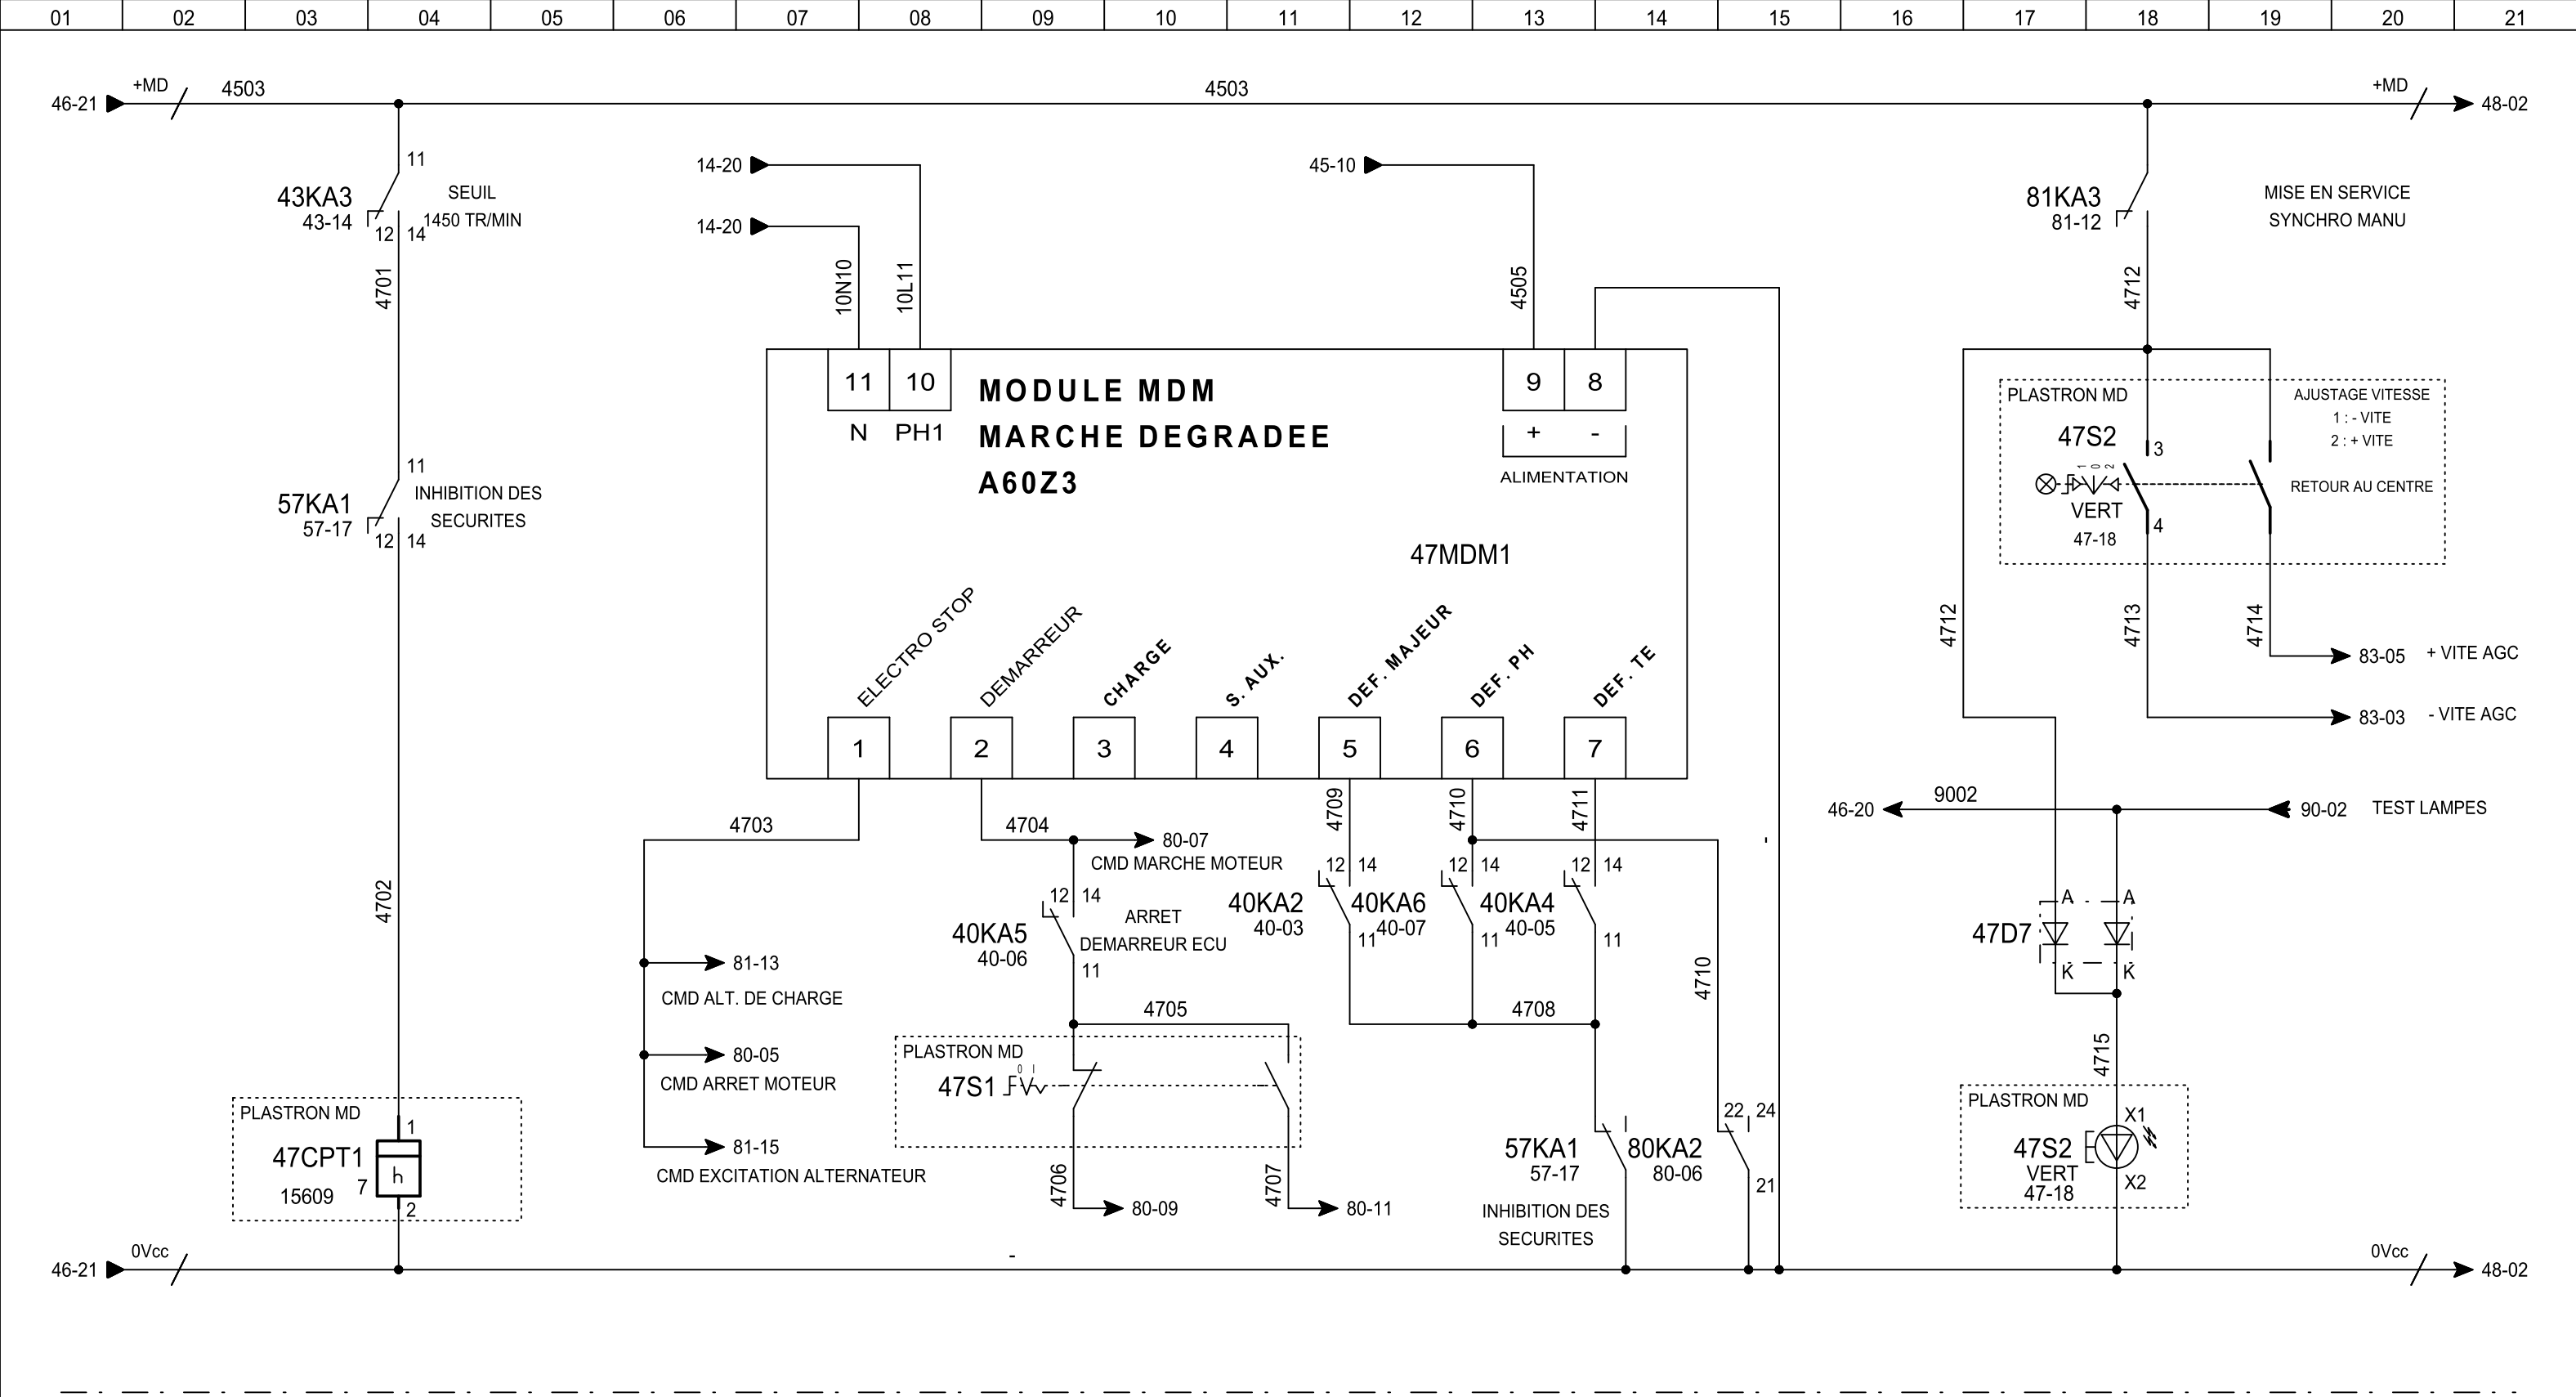 01 02 03 04 05 06 07 08 09 10 11 12 13 14 15 16 17 18 19 20 21
46-21 +MD 4503 4503 +MD 48-02
11
43KA3
43-14
12 14
SEUIL
1450 TR/MIN
4701
11
57KA1
57-17
12 14
INHIBITION DES
SECURITES
4702
PLASTRON MD
47CPT1
15609
7
1
h
2
14-20
14-20
10N10
10L11
45-10
4505
11 10
N PH1
MODULE MDM
MARCHE DEGRADEE
A60Z3
9 8
+ -
ALIMENTATION
47MDM1
ELECTRO STOP
DEMARREUR
CHARGE
S. AUX.
DEF. MAJEUR
DEF. PH
DEF. TE
1 2 3 4 5 6 7
4703
81-13
CMD ALT. DE CHARGE
80-05
CMD ARRET MOTEUR
81-15
CMD EXCITATION ALTERNATEUR
4704
80-07
CMD MARCHE MOTEUR
12 14
40KA5
40-06
11
ARRET
DEMARREUR ECU
4705
PLASTRON MD
0 I
47S1
4706
80-09
4707
80-11
4709
12 14
40KA2
40-03
11
4710
12 14
40KA6
40-07
11
4711
12 14
40KA4
40-05
11
4708
4710
57KA1
57-17
INHIBITION DES
SECURITES
22 24
80KA2
80-06
21
81KA3
81-12
MISE EN SERVICE
SYNCHRO MANU
4712
PLASTRON MD
47S2
1 0 2
VERT
47-18
3
4
AJUSTAGE VITESSE
1 : - VITE
2 : + VITE
RETOUR AU CENTRE
4712
4713
4714
83-05 + VITE AGC
83-03 - VITE AGC
46-20 9002 90-02 TEST LAMPES
A A
47D7
K K
4715
PLASTRON MD
X1
47S2
VERT
47-18
X2
46-21 0Vcc - 0Vcc 48-02